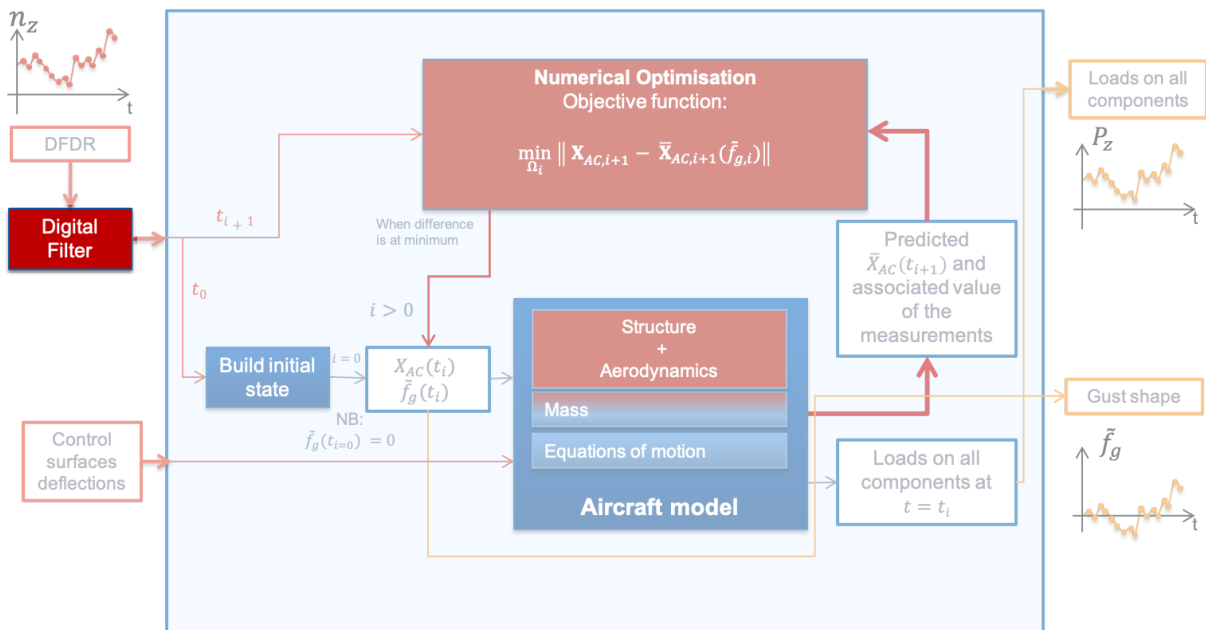 n_z
t
DFDR
Digital
Filter
t_{i+1}
t_0
Numerical Optimisation
Objective function:
min_{Ω_i} ‖ X_{AC,i+1} − X̄_{AC,i+1}(f̃_{g,i})‖
When difference
is at minimum
i > 0
Build initial
state
i = 0
X_{AC}(t_i)
f̃_g(t_i)
NB:
f̃_g(t_{i=0}) = 0
Control
surfaces
deflections
Structure
+
Aerodynamics
Mass
Equations of motion
Aircraft model
Predicted
X̄_{AC}(t_{i+1}) and
associated value
of the
measurements
Loads on all
components at
t = t_i
Loads on all
components
P_z
t
Gust shape
f̃_g
t